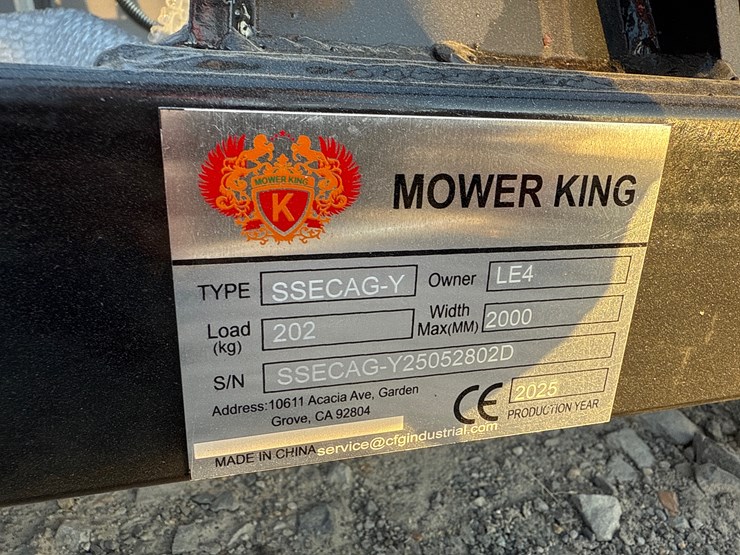 MOWER KING
K
MOWER KING
TYPE SSECAG-Y Owner LE4
Load (kg) 202 Width Max(MM) 2000
S/N SSECAG-Y25052802D
Address:10611 Acacia Ave, Garden
Grove, CA 92804
CE 2025
PRODUCTION YEAR
MADE IN CHINA service@cfgindustrial.com